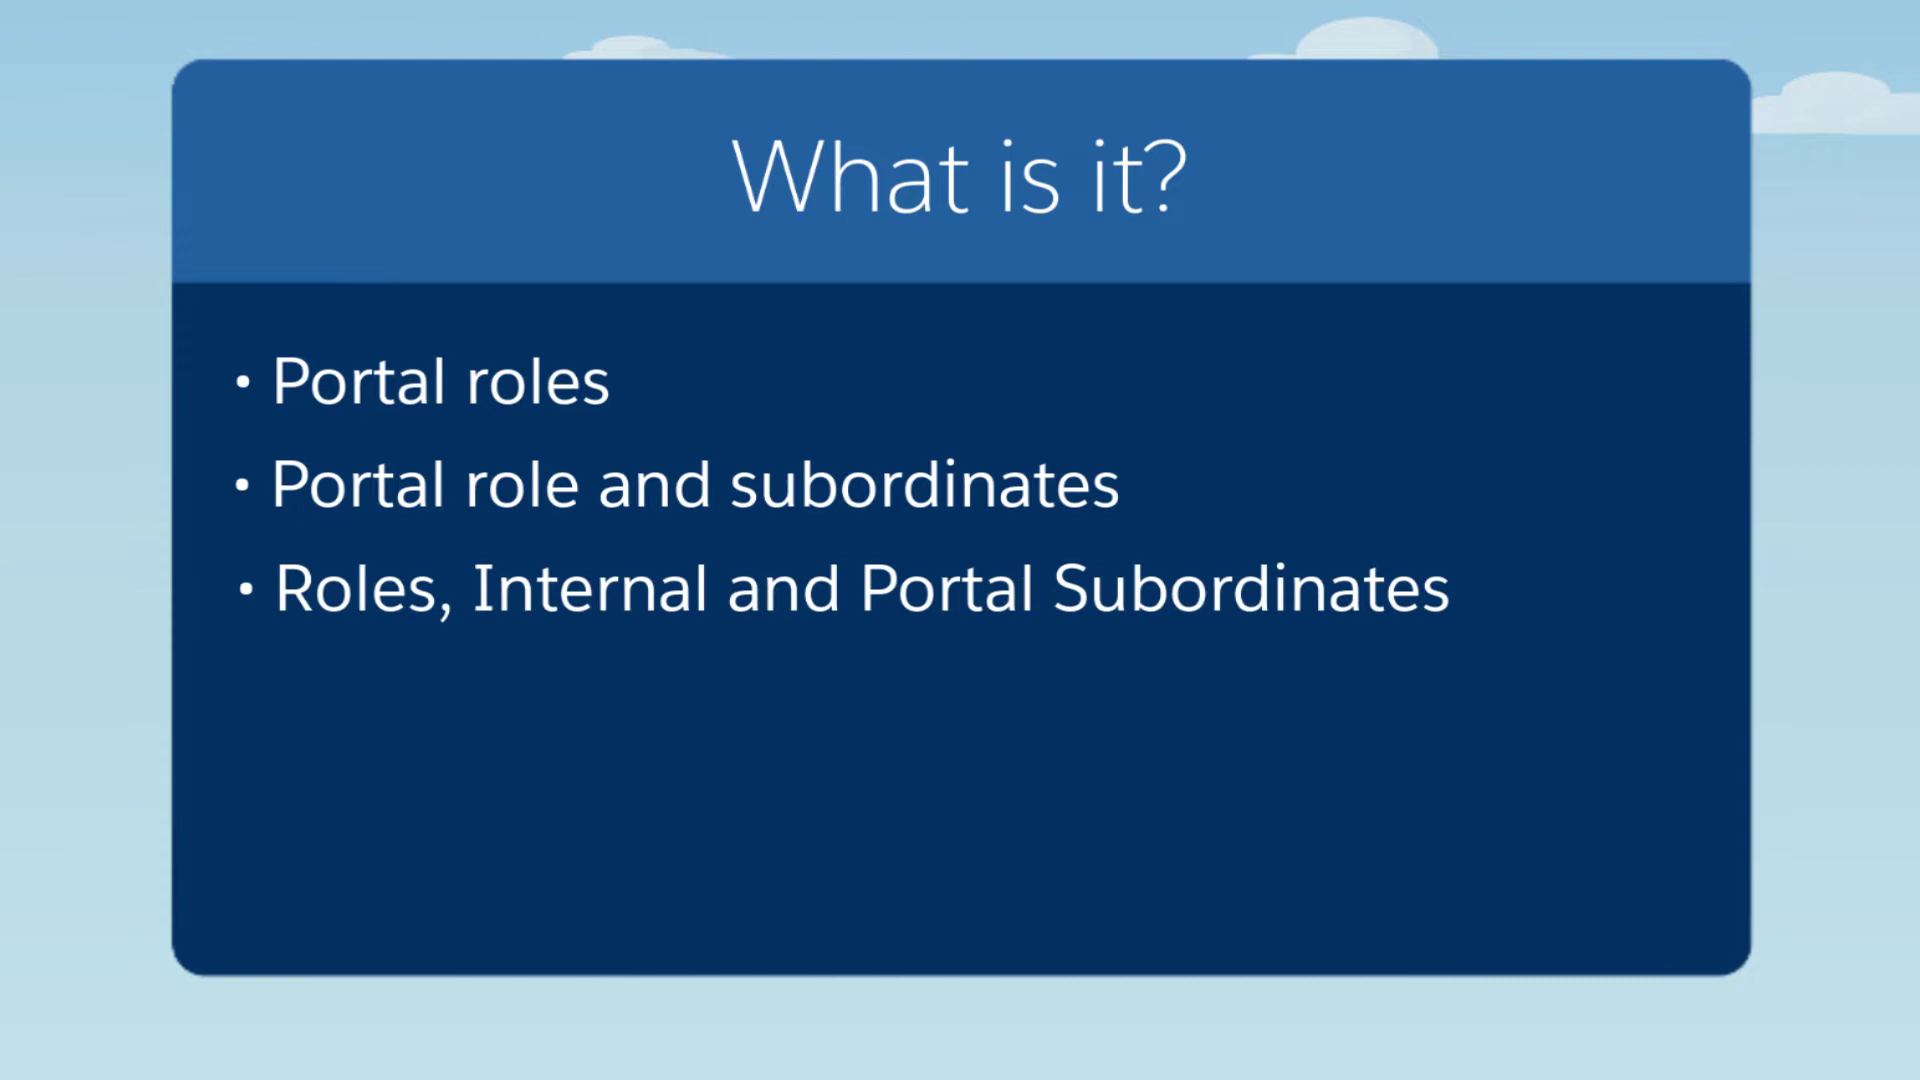 What is it?
• Portal roles
• Portal role and subordinates
• Roles, Internal and Portal Subordinates